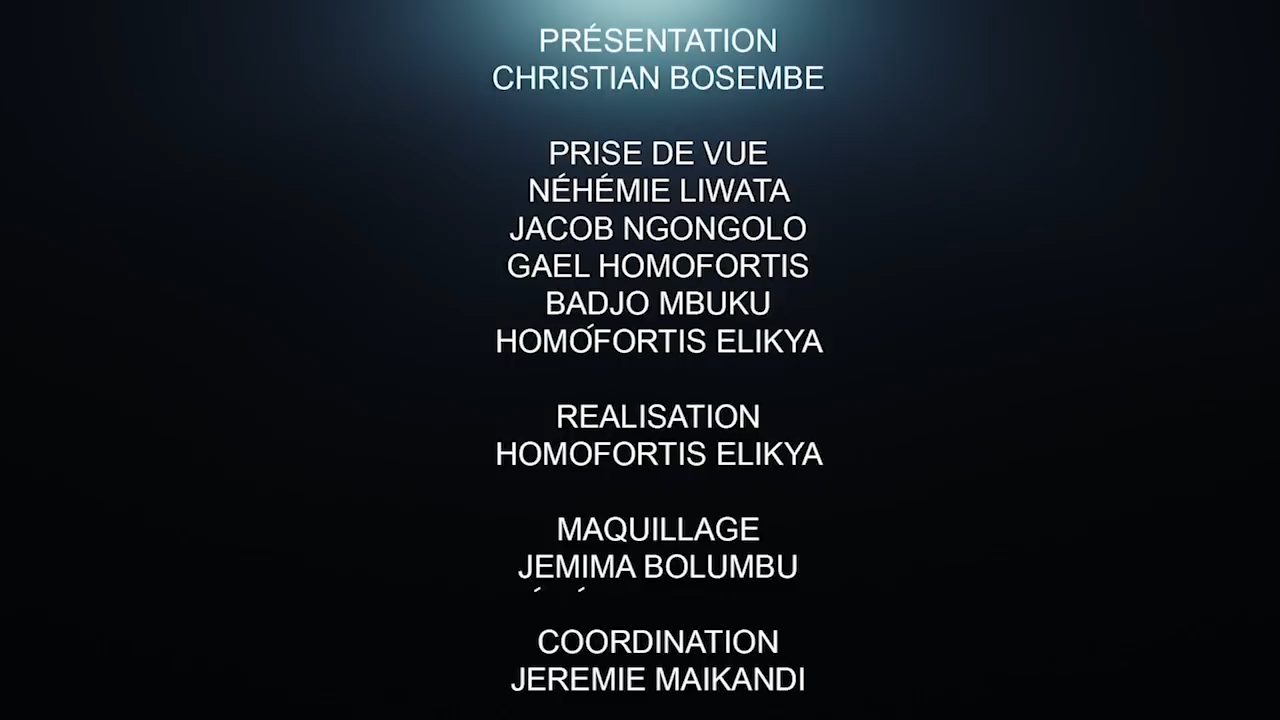 PRÉSENTATION
CHRISTIAN BOSEMBE
PRISE DE VUE
NÉHÉMIE LIWATA
JACOB NGONGOLO
GAEL HOMOFORTIS
BADJO MBUKU
HOMOFORTIS ELIKYA
REALISATION
HOMOFORTIS ELIKYA
MAQUILLAGE
JEMIMA BOLUMBU
COORDINATION
JEREMIE MAIKANDI